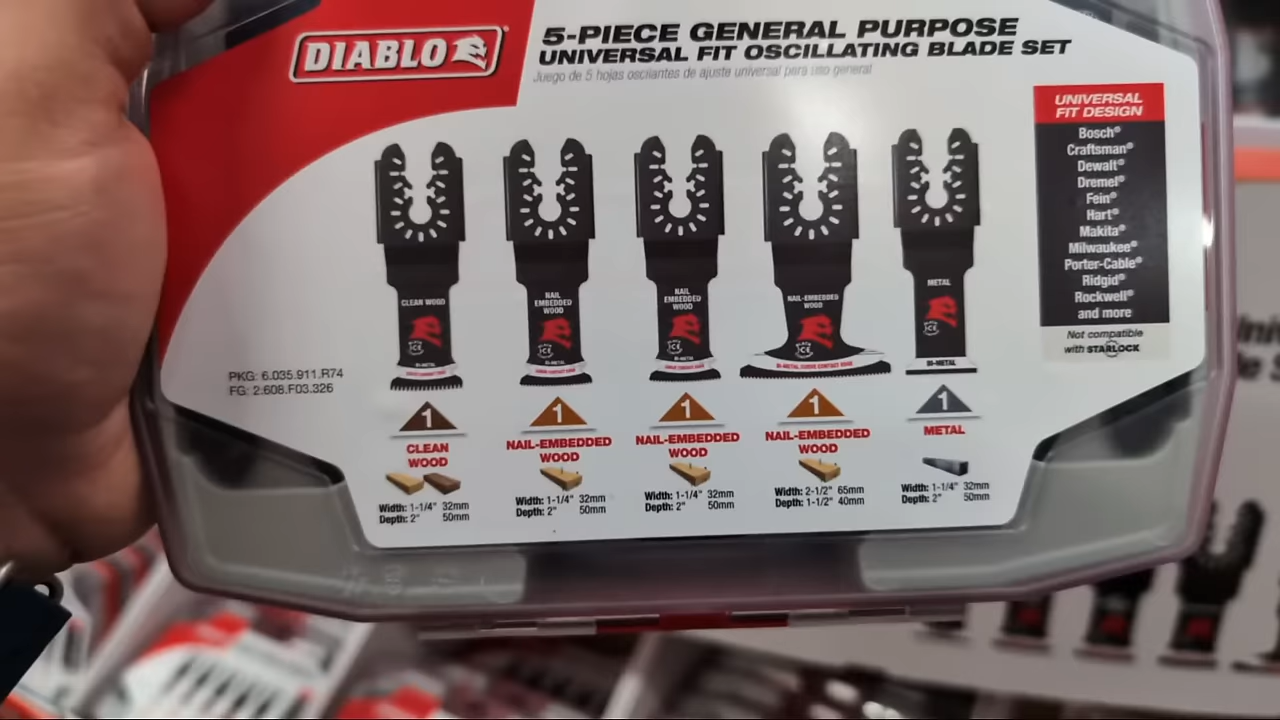 DIABLO
5-PIECE GENERAL PURPOSE
UNIVERSAL FIT OSCILLATING BLADE SET
Juego de 5 hojas oscilantes de ajuste universal para uso general
UNIVERSAL
FIT DESIGN
Bosch®
Craftsman®
Dewalt®
Dremel®
Fein®
Hart®
Makita®
Milwaukee®
Porter-Cable®
Ridgid®
Rockwell®
and more
Not compatible
with STARLOCK
CLEAN WOOD
NAIL
EMBEDDED
WOOD
BI-METAL
NAIL
EMBEDDED
WOOD
BI-METAL
NAIL-EMBEDDED
WOOD
METAL
BI-METAL
PKG: 6.035.911.R74
FG: 2.608.F03.326
1
CLEAN
WOOD
Width: 1-1/4" 32mm
Depth: 2" 50mm
1
NAIL-EMBEDDED
WOOD
Width: 1-1/4" 32mm
Depth: 2" 50mm
1
NAIL-EMBEDDED
WOOD
Width: 1-1/4" 32mm
Depth: 2" 50mm
1
NAIL-EMBEDDED
WOOD
Width: 2-1/2" 65mm
Depth: 1-1/2" 40mm
1
METAL
Width: 1-1/4" 32mm
Depth: 2" 50mm